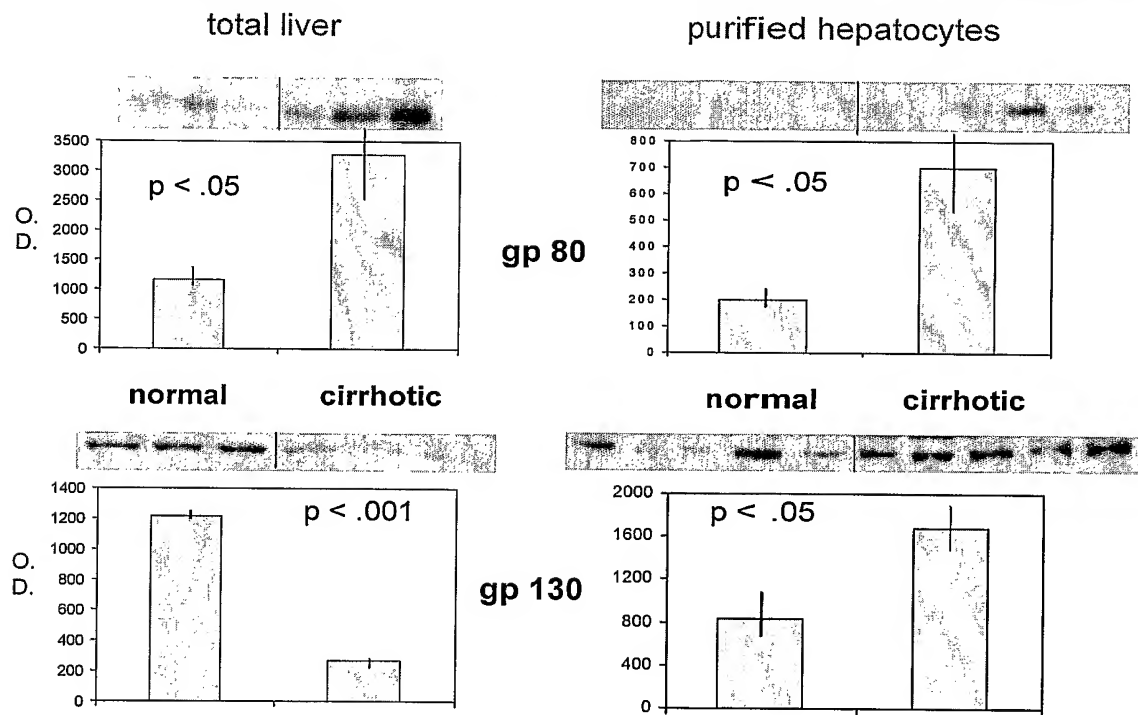 total liver
purified hepatocytes
3500
3000
2500
2000
1500
1000
500
0
O.
D.
p < .05
gp 80
800
700
600
500
400
300
200
100
0
p < .05
normal cirrhotic
normal cirrhotic
1400
1200
1000
800
600
400
200
0
O.
D.
p < .001
gp 130
2000
1600
1200
800
400
0
p < .05